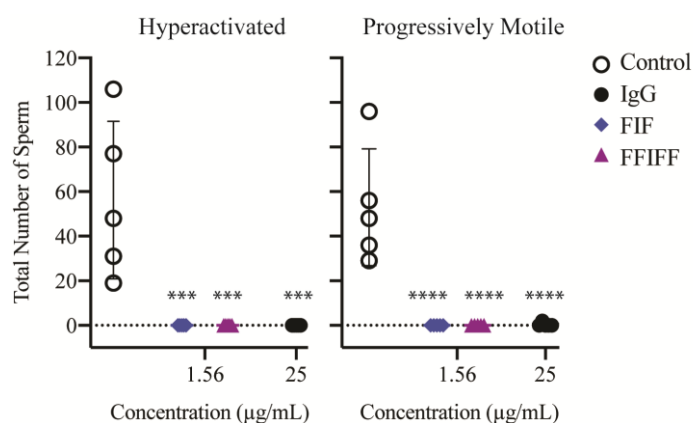 Hyperactivated
Progressively Motile
Control
IgG
FIF
FFIFF
Total Number of Sperm
120
100
80
60
40
20
0
*** *** ***
**** **** ****
1.56 25
1.56 25
Concentration (µg/mL)
Concentration (µg/mL)